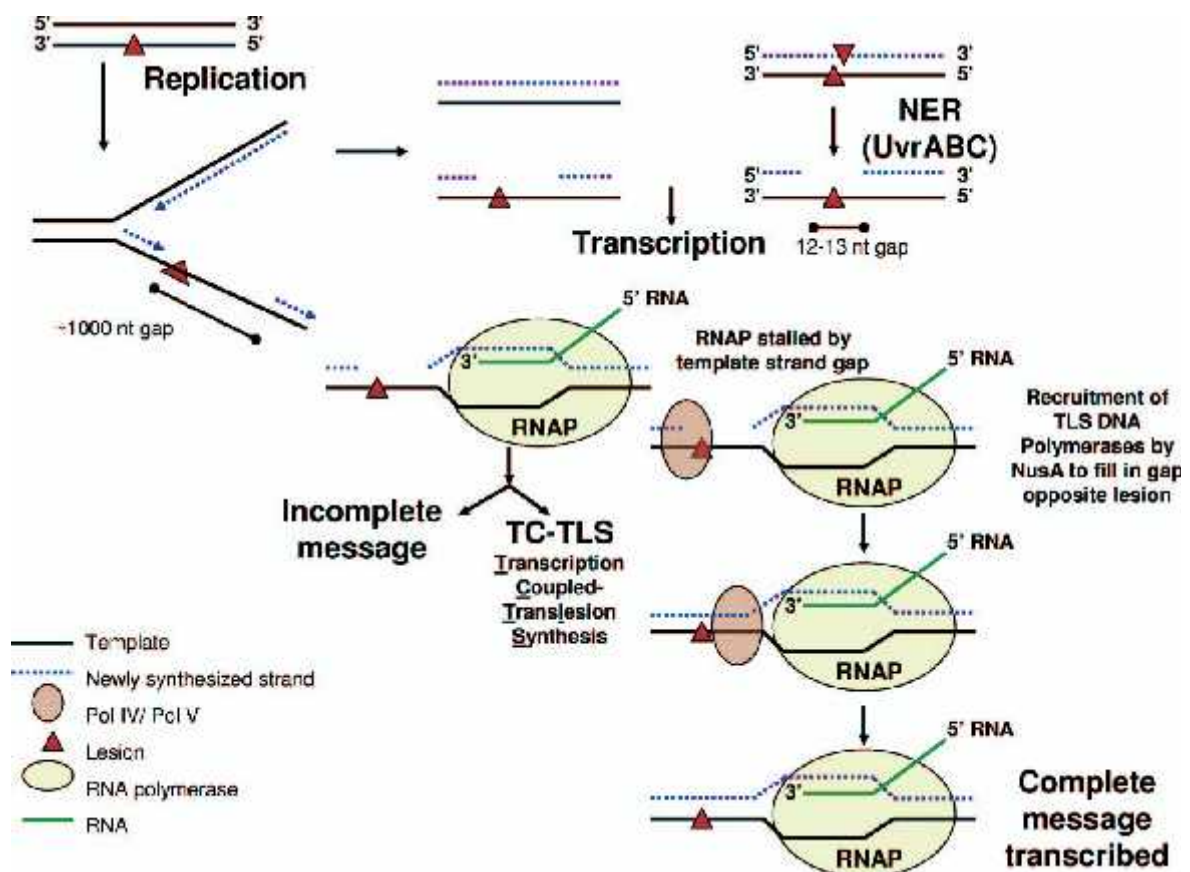 5' 3'
3' 5'
Replication
~1000 nt gap
5' 3'
3' 5'
NER
(UvrABC)
5' 3'
3' 5'
12-13 nt gap
Transcription
5' RNA
3'
RNAP
RNAP stalled by
template strand gap
5' RNA
3'
RNAP
Recruitment of
TLS DNA
Polymerases by
NusA to fill in gap
opposite lesion
Incomplete
message
TC-TLS
Transcription
Coupled-
Translesion
Synthesis
5' RNA
3'
RNAP
5' RNA
3'
RNAP
Complete
message
transcribed
Template
Newly synthesized strand
Pol IV/ Pol V
Lesion
RNA polymerase
RNA